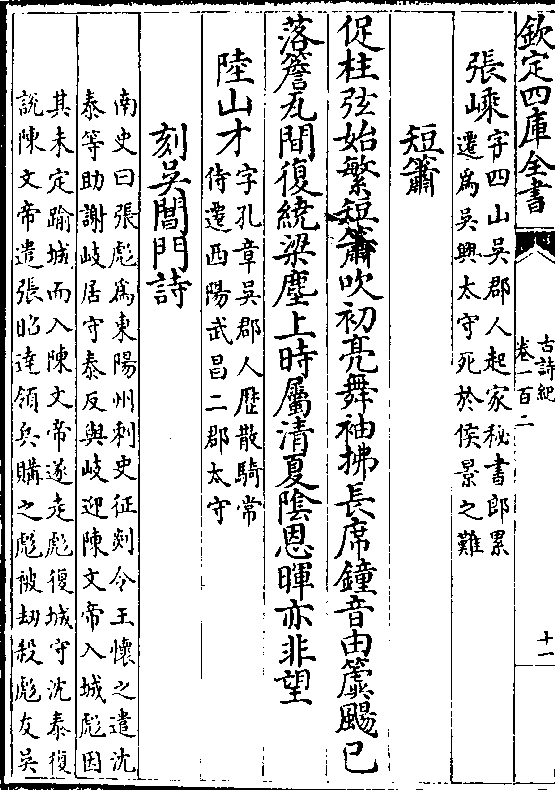 欽定四庫全書
古詩紀
卷一百二
十一
張嵊字四山吳郡人起家秘書郎累
遷爲吳興太守死於侯景之難
短簫
促柱弦始繁短簫吹初亮舞袖拂長席鐘音由簴颺已
落簷瓦間復繞梁塵上時屬清夏陰恩暉亦非望
陸山才字孔章吳郡人歷散騎常
侍遷西陽武昌二郡太守
刻吳閶門詩
南史曰張彪爲東陽州刺史征剡令王懷之遣沈
泰等助謝岐居守泰反與岐迎陳文帝入城彪因
其未定踰城而入陳文帝遂走彪復城守沈泰復
說陳文帝遣張昭達領兵購之彪被刼殺彪友吳